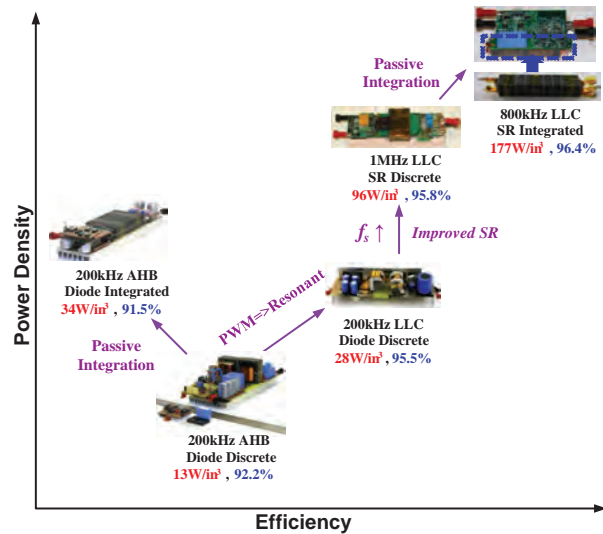 Power Density
Passive
Integration
800kHz LLC
SR Integrated
177W/in³ , 96.4%
1MHz LLC
SR Discrete
96W/in³ , 95.8%
fs ↑
Improved SR
200kHz AHB
Diode Integrated
34W/in³ , 91.5%
PWM=>Resonant
200kHz LLC
Diode Discrete
28W/in³ , 95.5%
Passive
Integration
200kHz AHB
Diode Discrete
13W/in³ , 92.2%
Efficiency